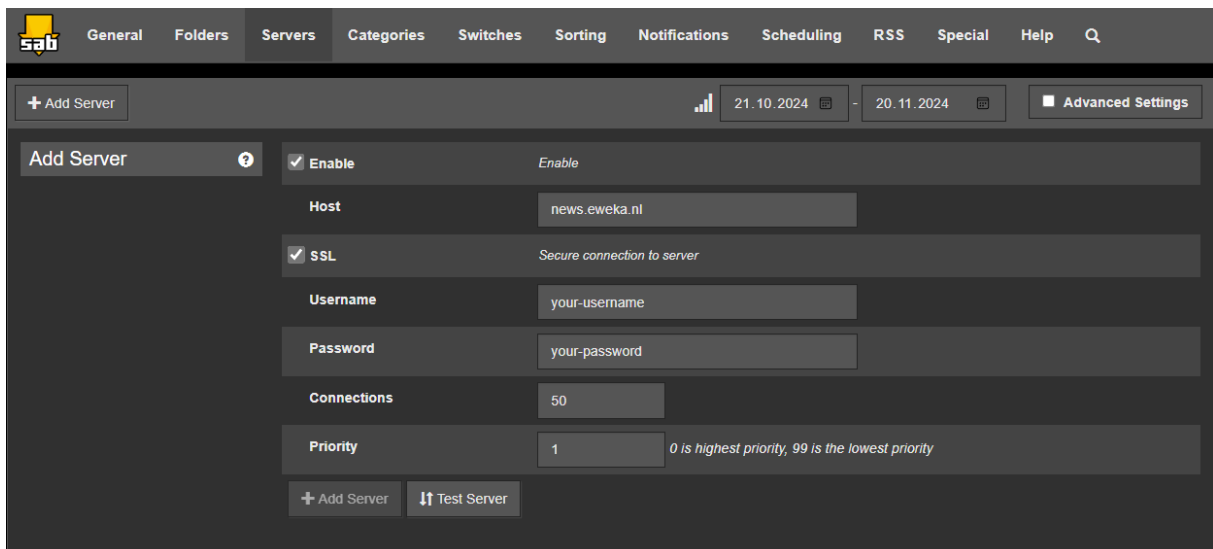 sab General Folders Servers Categories Switches Sorting Notifications Scheduling RSS Special Help
+ Add Server 21.10.2024 - 20.11.2024 Advanced Settings
Add Server ?
Enable Enable
Host news.eweka.nl
SSL Secure connection to server
Username your-username
Password your-password
Connections 50
Priority 1 0 is highest priority, 99 is the lowest priority
+ Add Server Test Server